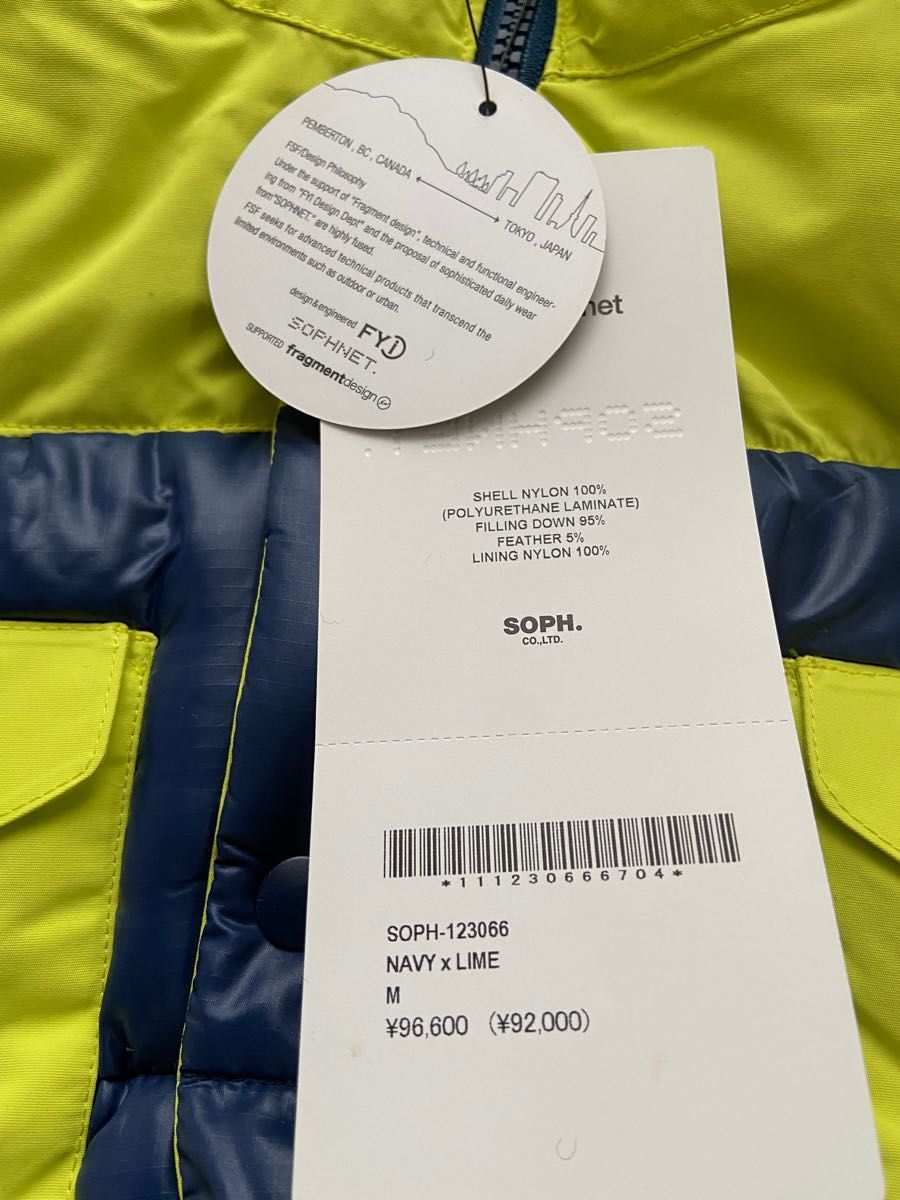 PEMBERTON , BC , CANADA
TOKYO , JAPAN
FSF/Design Philosophy
Under the support of "Fragment design", technical and functional engineer-
ing from "FYi Design Dept" and the proposal of sophisticated daily wear
from"SOPHNET." are highly fused.
FSF seeks for advanced technical products that transcend the
limited environments such as outdoor or urban.
design & engineered FYi
SOPHNET.
SUPPORTED fragmentdesign
SOPHNET.
SHELL NYLON 100%
(POLYURETHANE LAMINATE)
FILLING DOWN 95%
FEATHER 5%
LINING NYLON 100%
SOPH.
CO.,LTD.
*111230666704*
SOPH-123066
NAVY x LIME
M
¥96,600 (¥92,000)